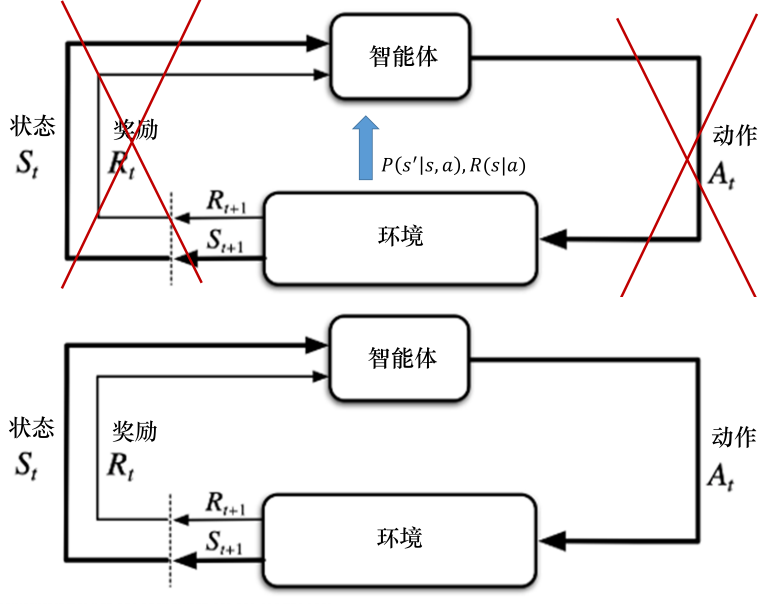 智能体
状态
S_t
奖励
R_t
动作
A_t
P(s′|s, a), R(s|a)
R_{t+1}
S_{t+1}
环境
智能体
状态
S_t
奖励
R_t
动作
A_t
R_{t+1}
S_{t+1}
环境